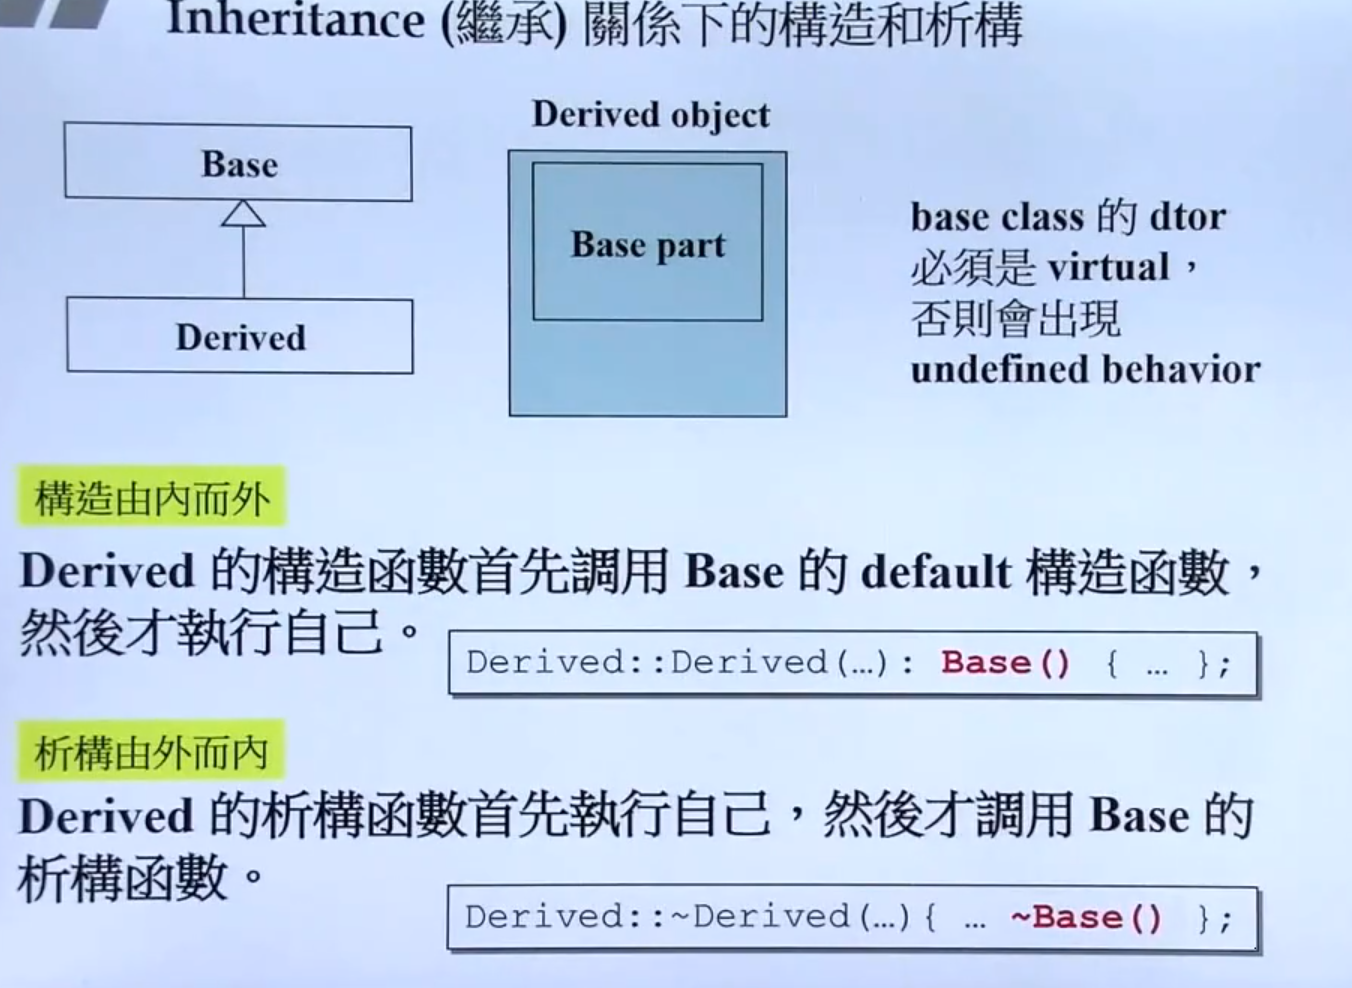 Inheritance (繼承) 關係下的構造和析構
Base
Derived
Derived object
Base part
base class 的 dtor
必須是 virtual，
否則會出現
undefined behavior
構造由內而外
Derived 的構造函數首先調用 Base 的 default 構造函數，
然後才執行自己。
Derived::Derived(…): Base() { … };
析構由外而內
Derived 的析構函數首先執行自己，然後才調用 Base 的
析構函數。
Derived::~Derived(…){ … ~Base() };